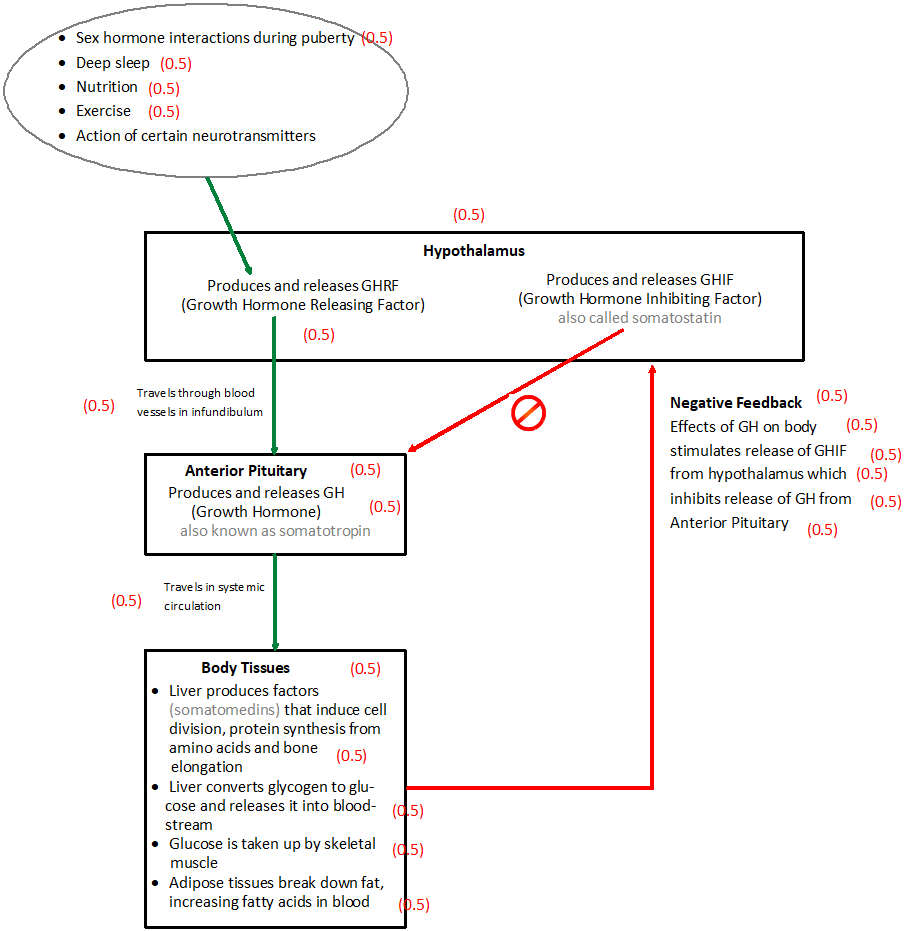 • Sex hormone interactions during puberty (0.5)
• Deep sleep (0.5)
• Nutrition (0.5)
• Exercise (0.5)
• Action of certain neurotransmitters
(0.5)
Hypothalamus
Produces and releases GHRF
(Growth Hormone Releasing Factor)
(0.5)
Produces and releases GHIF
(Growth Hormone Inhibiting Factor)
also called somatostatin
(0.5)
Travels through blood
vessels in infundibulum
Negative Feedback (0.5)
Effects of GH on body (0.5)
stimulates release of GHIF (0.5)
from hypothalamus which (0.5)
inhibits release of GH from (0.5)
Anterior Pituitary (0.5)
Anterior Pituitary (0.5)
Produces and releases GH
(Growth Hormone) (0.5)
also known as somatotropin
(0.5)
Travels in systemic
circulation
Body Tissues (0.5)
• Liver produces factors
(somatomedins) that induce cell
division, protein synthesis from
amino acids and bone
elongation (0.5)
• Liver converts glycogen to glu-
cose and releases it into blood-
stream (0.5)
• Glucose is taken up by skeletal
muscle (0.5)
• Adipose tissues break down fat,
increasing fatty acids in blood (0.5)